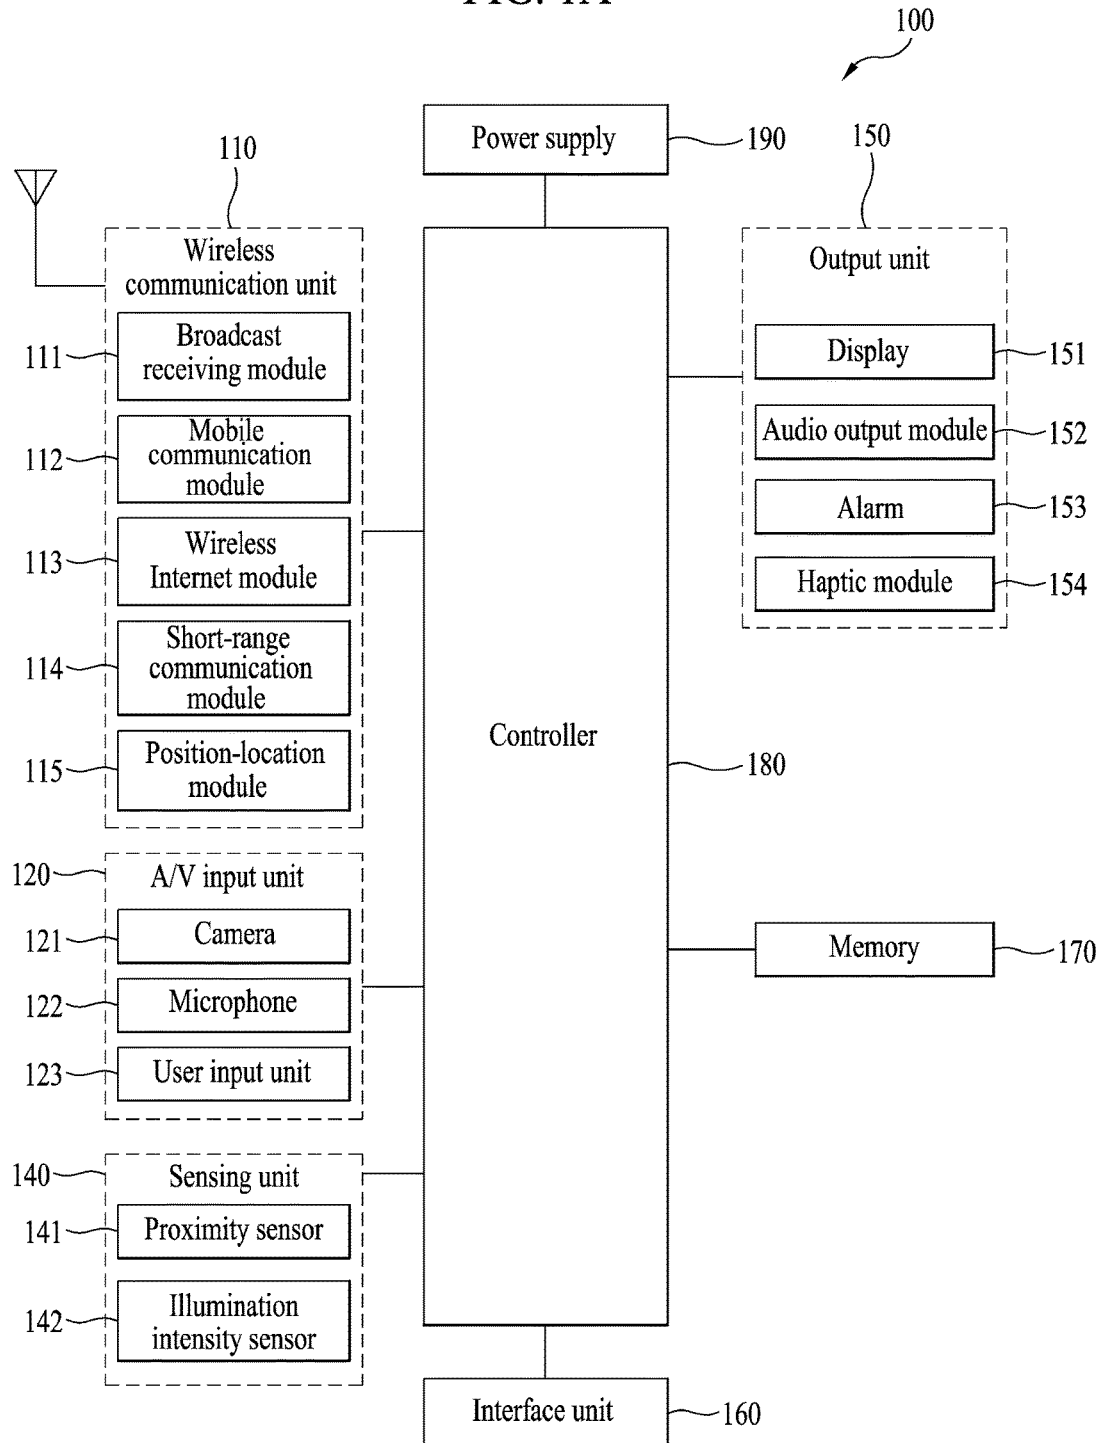 FIG. 1A
100
Power supply
190
150
110
Wireless
communication unit
Output unit
Broadcast
receiving module
111
Display
151
Mobile
communication
module
112
Audio output module
152
Wireless
Internet module
113
Alarm
153
Haptic module
154
Short-range
communication
module
114
Controller
180
Position-location
module
115
120
A/V input unit
Camera
121
Memory
170
Microphone
122
User input unit
123
140
Sensing unit
Proximity sensor
141
Illumination
intensity sensor
142
Interface unit
160